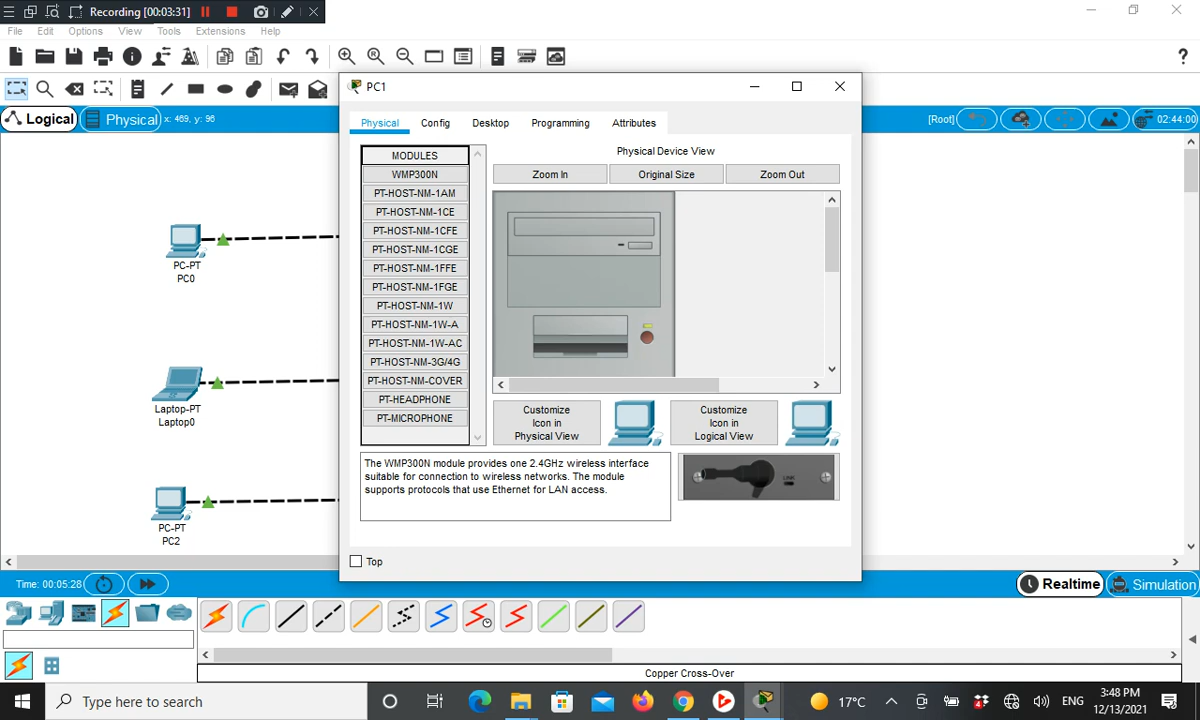 Recording [00:03:31]
File Edit Options View Tools Extensions Help
?
Logical Physical x: 469, y: 96 [Root] 02:44:00
PC-PT
PC0
Laptop-PT
Laptop0
PC-PT
PC2
PC1
Physical Config Desktop Programming Attributes
MODULES
WMP300N
PT-HOST-NM-1AM
PT-HOST-NM-1CE
PT-HOST-NM-1CFE
PT-HOST-NM-1CGE
PT-HOST-NM-1FFE
PT-HOST-NM-1FGE
PT-HOST-NM-1W
PT-HOST-NM-1W-A
PT-HOST-NM-1W-AC
PT-HOST-NM-3G/4G
PT-HOST-NM-COVER
PT-HEADPHONE
PT-MICROPHONE
Physical Device View
Zoom In Original Size Zoom Out
Customize
Icon in
Physical View
Customize
Icon in
Logical View
The WMP300N module provides one 2.4GHz wireless interface
suitable for connection to wireless networks. The module
supports protocols that use Ethernet for LAN access.
LINK
Top
Time: 00:05:28 Realtime Simulation
Copper Cross-Over
Type here to search
17°C ENG
3:48 PM
12/13/2021